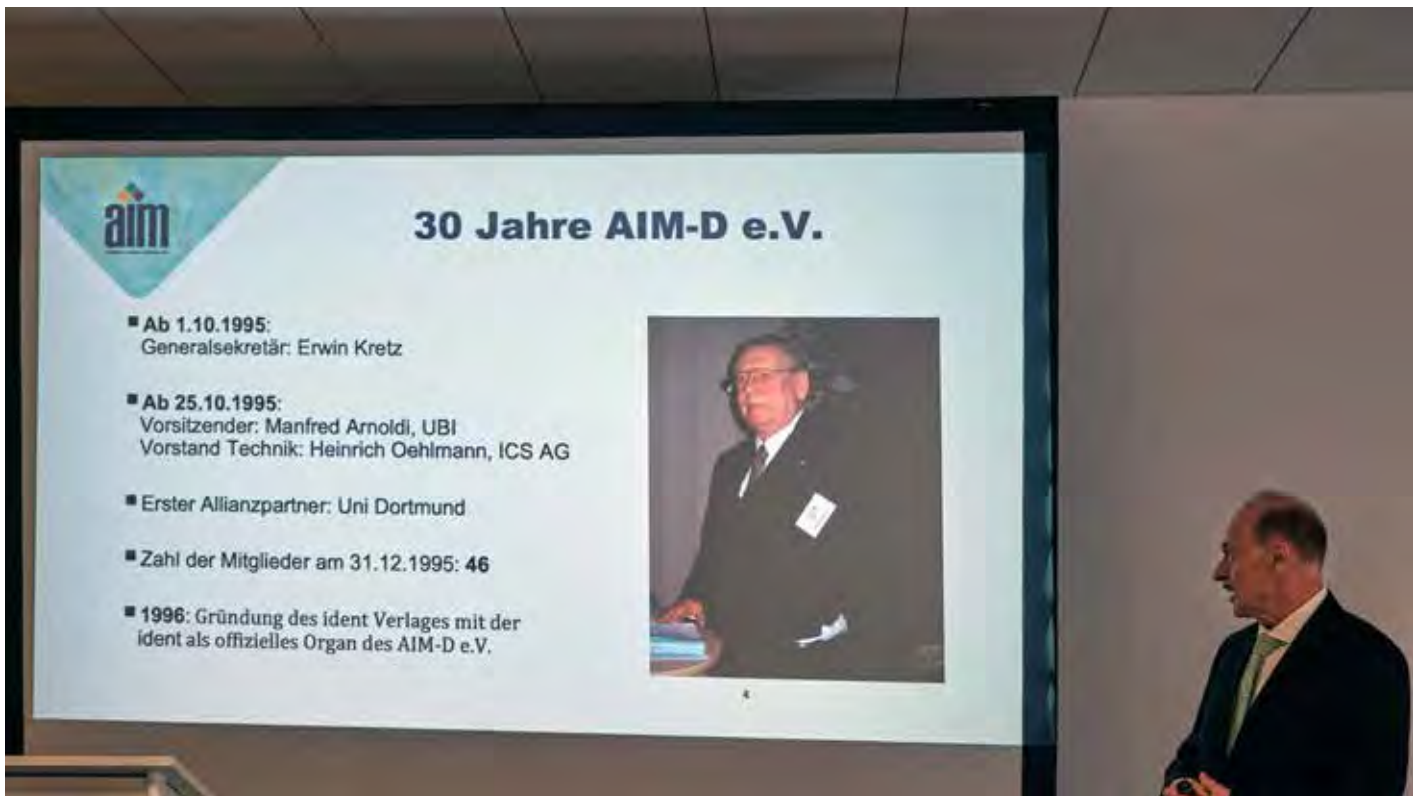 aim
30 Jahre AIM-D e.V.
■ Ab 1.10.1995:
Generalsekretär: Erwin Kretz
■ Ab 25.10.1995:
Vorsitzender: Manfred Arnoldi, UBI
Vorstand Technik: Heinrich Oehlmann, ICS AG
■ Erster Allianzpartner: Uni Dortmund
■ Zahl der Mitglieder am 31.12.1995: 46
■ 1996: Gründung des ident Verlages mit der
ident als offizielles Organ des AIM-D e.V.
4